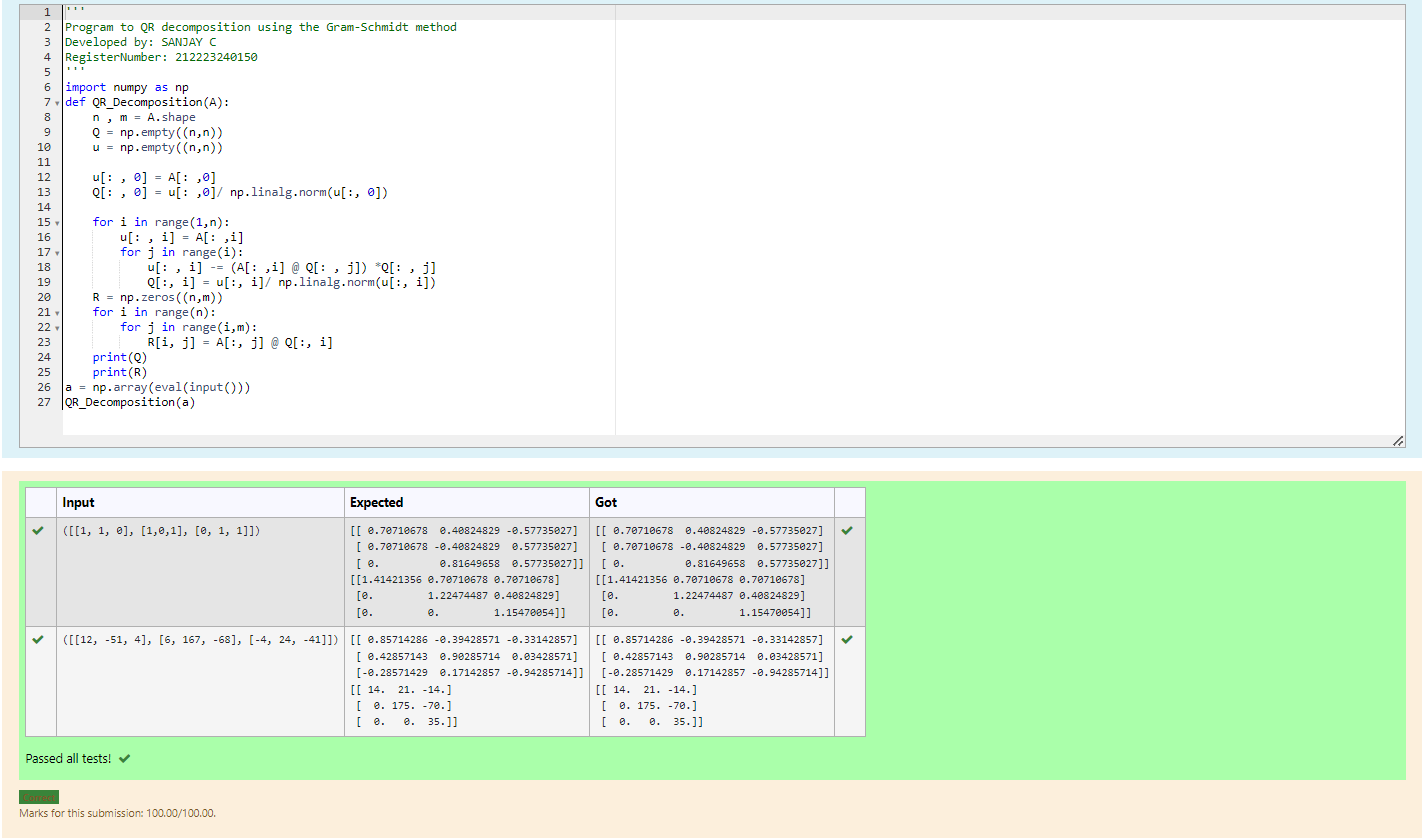 1 '''
2 Program to QR decomposition using the Gram-Schmidt method
3 Developed by: SANJAY C
4 RegisterNumber: 212223240150
5 '''
6 import numpy as np
7 def QR_Decomposition(A):
8     n , m = A.shape
9     Q = np.empty((n,n))
10     u = np.empty((n,n))
11
12     u[: , 0] = A[: ,0]
13     Q[: , 0] = u[: ,0]/ np.linalg.norm(u[:, 0])
14
15     for i in range(1,n):
16         u[: , i] = A[: ,i]
17         for j in range(i):
18             u[: , i] -= (A[: ,i] @ Q[: , j]) *Q[: , j]
19             Q[:, i] = u[:, i]/ np.linalg.norm(u[:, i])
20     R = np.zeros((n,m))
21     for i in range(n):
22         for j in range(i,m):
23             R[i, j] = A[:, j] @ Q[:, i]
24     print(Q)
25     print(R)
26 a = np.array(eval(input()))
27 QR_Decomposition(a)
Input Expected Got
([[1, 1, 0], [1,0,1], [0, 1, 1]]) [[ 0.70710678  0.40824829 -0.57735027] [[ 0.70710678  0.40824829 -0.57735027]
[ 0.70710678 -0.40824829  0.57735027] [ 0.70710678 -0.40824829  0.57735027]
[ 0.          0.81649658  0.57735027]] [ 0.          0.81649658  0.57735027]]
[[1.41421356 0.70710678 0.70710678] [[1.41421356 0.70710678 0.70710678]
[0.         1.22474487 0.40824829] [0.         1.22474487 0.40824829]
[0.         0.         1.15470054]] [0.         0.         1.15470054]]
([[12, -51, 4], [6, 167, -68], [-4, 24, -41]]) [[ 0.85714286 -0.39428571 -0.33142857] [[ 0.85714286 -0.39428571 -0.33142857]
[ 0.42857143  0.90285714  0.03428571] [ 0.42857143  0.90285714  0.03428571]
[-0.28571429  0.17142857 -0.94285714]] [-0.28571429  0.17142857 -0.94285714]]
[[ 14.  21. -14.] [[ 14.  21. -14.]
[  0. 175. -70.] [  0. 175. -70.]
[  0.   0.  35.]] [  0.   0.  35.]]
Passed all tests!
Correct
Marks for this submission: 100.00/100.00.